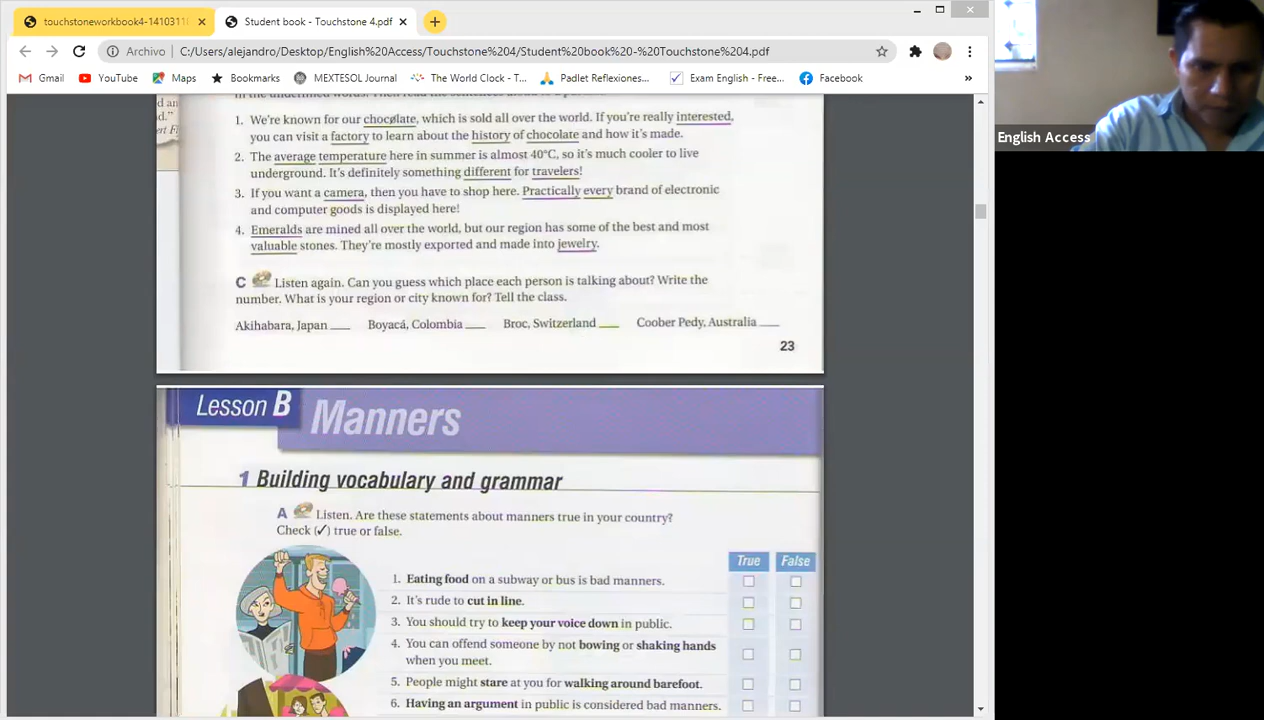 touchstoneworkbook4-1410311
Student book - Touchstone 4.pdf
Archivo
C:/Users/alejandro/Desktop/English%20Access/Touchstone%204/Student%20book%20-%20Touchstone%204.pdf
Gmail
YouTube
Maps
Bookmarks
MEXTESOL Journal
The World Clock - T...
Padlet Reflexiones...
Exam English - Free...
Facebook
»
English Access
1. We're known for our chocolate, which is sold all over the world. If you're really interested,
you can visit a factory to learn about the history of chocolate and how it's made.
2. The average temperature here in summer is almost 40°C, so it's much cooler to live
underground. It's definitely something different for travelers!
3. If you want a camera, then you have to shop here. Practically every brand of electronic
and computer goods is displayed here!
4. Emeralds are mined all over the world, but our region has some of the best and most
valuable stones. They're mostly exported and made into jewelry.
C Listen again. Can you guess which place each person is talking about? Write the
number. What is your region or city known for? Tell the class.
Akihabara, Japan ___ Boyacá, Colombia ___ Broc, Switzerland ___ Coober Pedy, Australia ___
23
Lesson B Manners
1 Building vocabulary and grammar
A Listen. Are these statements about manners true in your country?
Check (✓) true or false.
True False
1. Eating food on a subway or bus is bad manners.
2. It's rude to cut in line.
3. You should try to keep your voice down in public.
4. You can offend someone by not bowing or shaking hands
when you meet.
5. People might stare at you for walking around barefoot.
6. Having an argument in public is considered bad manners.